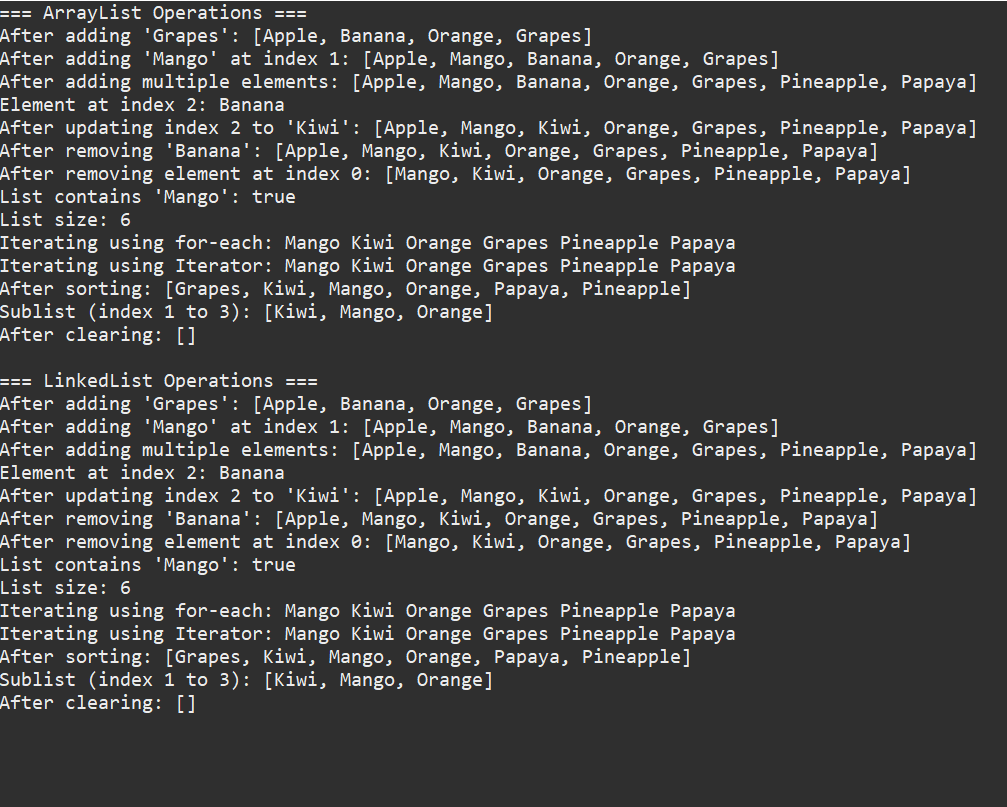 === ArrayList Operations ===
After adding 'Grapes': [Apple, Banana, Orange, Grapes]
After adding 'Mango' at index 1: [Apple, Mango, Banana, Orange, Grapes]
After adding multiple elements: [Apple, Mango, Banana, Orange, Grapes, Pineapple, Papaya]
Element at index 2: Banana
After updating index 2 to 'Kiwi': [Apple, Mango, Kiwi, Orange, Grapes, Pineapple, Papaya]
After removing 'Banana': [Apple, Mango, Kiwi, Orange, Grapes, Pineapple, Papaya]
After removing element at index 0: [Mango, Kiwi, Orange, Grapes, Pineapple, Papaya]
List contains 'Mango': true
List size: 6
Iterating using for-each: Mango Kiwi Orange Grapes Pineapple Papaya
Iterating using Iterator: Mango Kiwi Orange Grapes Pineapple Papaya
After sorting: [Grapes, Kiwi, Mango, Orange, Papaya, Pineapple]
Sublist (index 1 to 3): [Kiwi, Mango, Orange]
After clearing: []

=== LinkedList Operations ===
After adding 'Grapes': [Apple, Banana, Orange, Grapes]
After adding 'Mango' at index 1: [Apple, Mango, Banana, Orange, Grapes]
After adding multiple elements: [Apple, Mango, Banana, Orange, Grapes, Pineapple, Papaya]
Element at index 2: Banana
After updating index 2 to 'Kiwi': [Apple, Mango, Kiwi, Orange, Grapes, Pineapple, Papaya]
After removing 'Banana': [Apple, Mango, Kiwi, Orange, Grapes, Pineapple, Papaya]
After removing element at index 0: [Mango, Kiwi, Orange, Grapes, Pineapple, Papaya]
List contains 'Mango': true
List size: 6
Iterating using for-each: Mango Kiwi Orange Grapes Pineapple Papaya
Iterating using Iterator: Mango Kiwi Orange Grapes Pineapple Papaya
After sorting: [Grapes, Kiwi, Mango, Orange, Papaya, Pineapple]
Sublist (index 1 to 3): [Kiwi, Mango, Orange]
After clearing: []